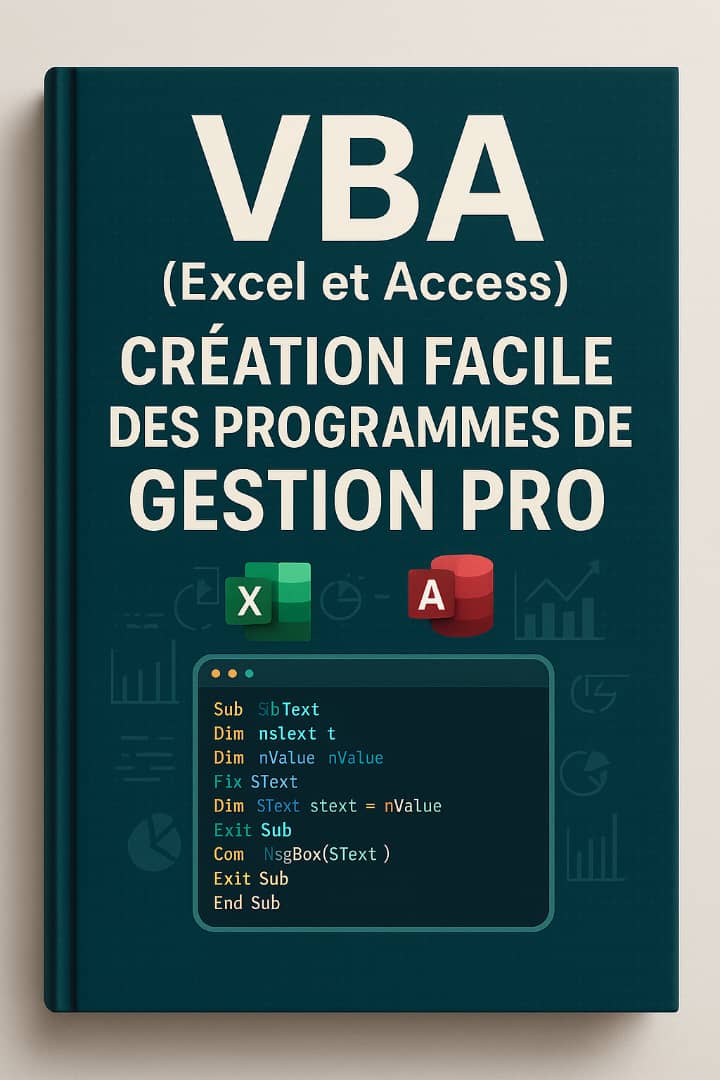 VBA
(Excel et Access)
CRÉATION FACILE
DES PROGRAMMES DE
GESTION PRO
X
A
Sub SibText
Dim nslext t
Dim nValue nValue
Fix SText
Dim SText stext = nValue
Exit Sub
Com NsgBox(SText )
Exit Sub
End Sub